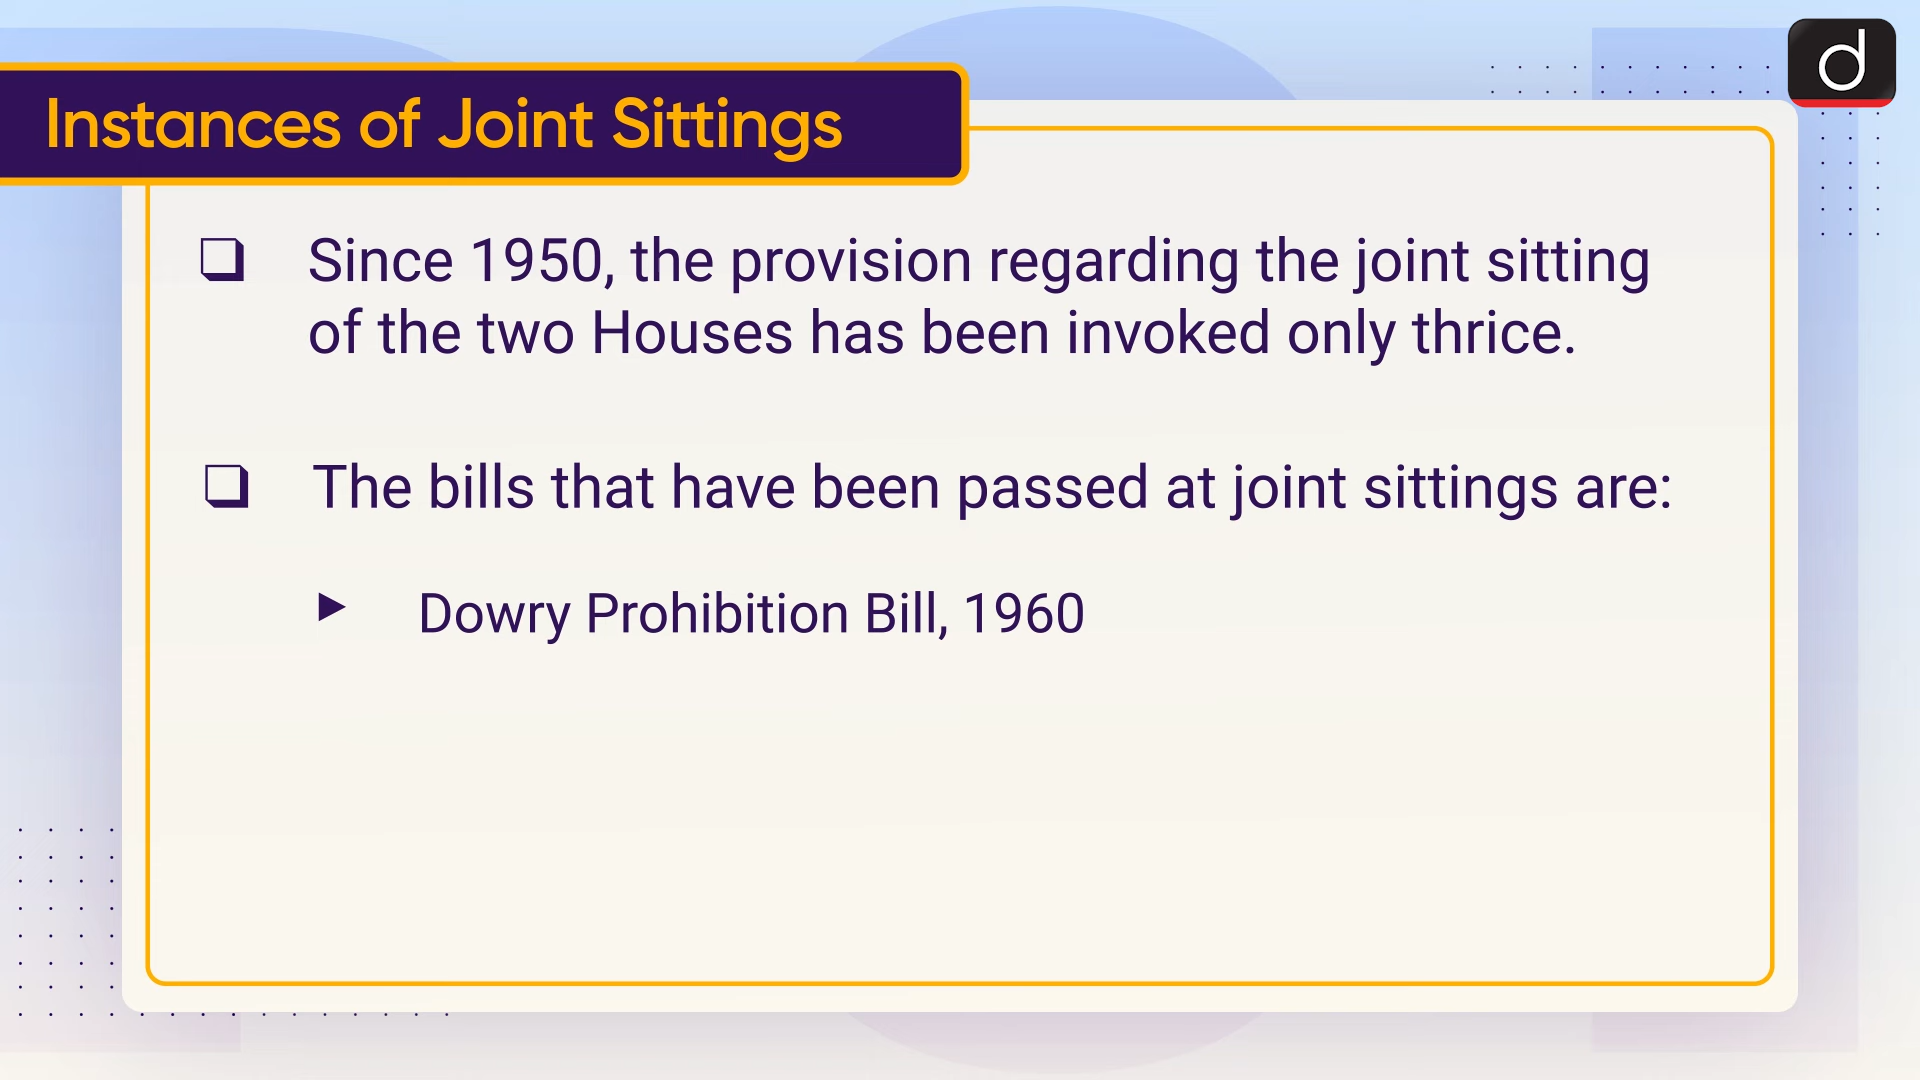 d
Instances of Joint Sittings
❑ Since 1950, the provision regarding the joint sitting
of the two Houses has been invoked only thrice.
❑ The bills that have been passed at joint sittings are:
► Dowry Prohibition Bill, 1960